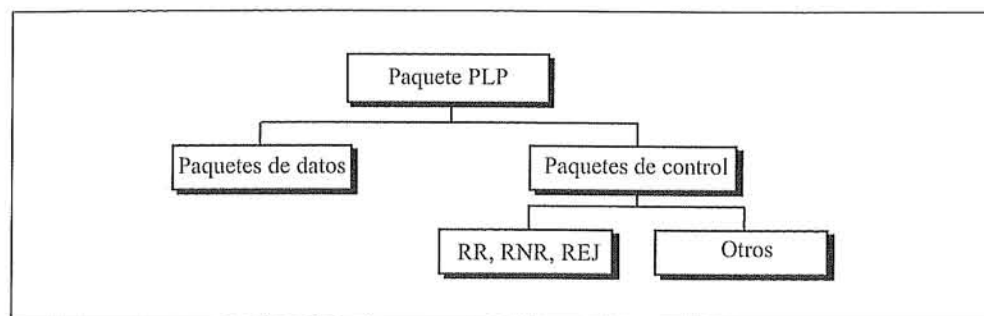 Paquete PLP
Paquetes de datos
Paquetes de control
RR, RNR, REJ
Otros